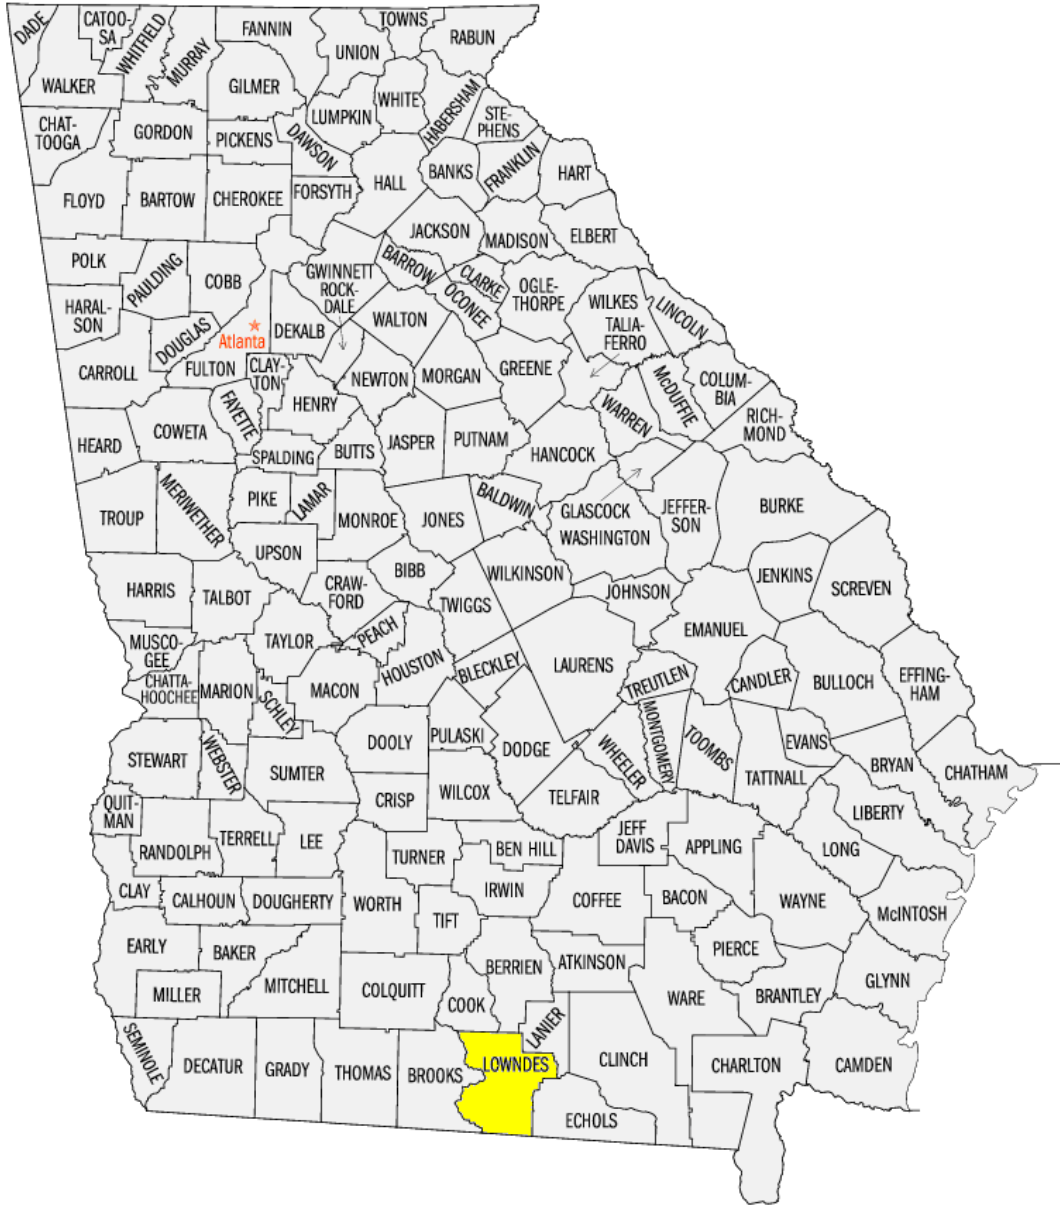 DADE
CATOO-
SA
WHITFIELD
MURRAY
FANNIN
TOWNS
UNION
RABUN
WALKER
GILMER
WHITE
LUMPKIN
HABERSHAM
STE-
PHENS
CHAT-
TOOGA
GORDON
PICKENS
DAWSON
BANKS
FRANKLIN
HART
HALL
FLOYD
BARTOW
CHEROKEE
FORSYTH
JACKSON
MADISON
ELBERT
POLK
PAULDING
COBB
GWINNETT
BARROW
CLARKE
OCONEE
OGLE-
THORPE
ROCK-
DALE
HARAL-
SON
DOUGLAS
Atlanta
DEKALB
WALTON
WILKES
LINCOLN
TALIA-
FERRO
CARROLL
FULTON
CLAY-
TON
NEWTON
MORGAN
GREENE
McDUFFIE
COLUM-
BIA
FAYETTE
HENRY
WARREN
RICH-
MOND
HEARD
COWETA
SPALDING
BUTTS
JASPER
PUTNAM
HANCOCK
TROUP
MERIWETHER
PIKE
LAMAR
MONROE
JONES
BALDWIN
GLASCOCK
WASHINGTON
JEFFER-
SON
BURKE
UPSON
HARRIS
TALBOT
CRAW-
FORD
BIBB
TWIGGS
WILKINSON
JOHNSON
JENKINS
SCREVEN
MUSCO-
GEE
TAYLOR
PEACH
HOUSTON
BLECKLEY
LAURENS
EMANUEL
CHATTA-
HOOCHEE
MARION
SCHLEY
MACON
TREUTLEN
CANDLER
BULLOCH
EFFING-
HAM
STEWART
WEBSTER
SUMTER
DOOLY
PULASKI
DODGE
WHEELER
MONTGOMERY
TOOMBS
EVANS
TATTNALL
BRYAN
CHATHAM
QUIT-
MAN
CRISP
WILCOX
TELFAIR
LIBERTY
RANDOLPH
TERRELL
LEE
TURNER
BEN HILL
JEFF
DAVIS
APPLING
LONG
CLAY
CALHOUN
DOUGHERTY
WORTH
TIFT
IRWIN
COFFEE
BACON
WAYNE
McINTOSH
EARLY
BAKER
MITCHELL
COLQUITT
BERRIEN
ATKINSON
PIERCE
GLYNN
MILLER
COOK
LANIER
WARE
BRANTLEY
SEMINOLE
DECATUR
GRADY
THOMAS
BROOKS
LOWNDES
CLINCH
CHARLTON
CAMDEN
ECHOLS